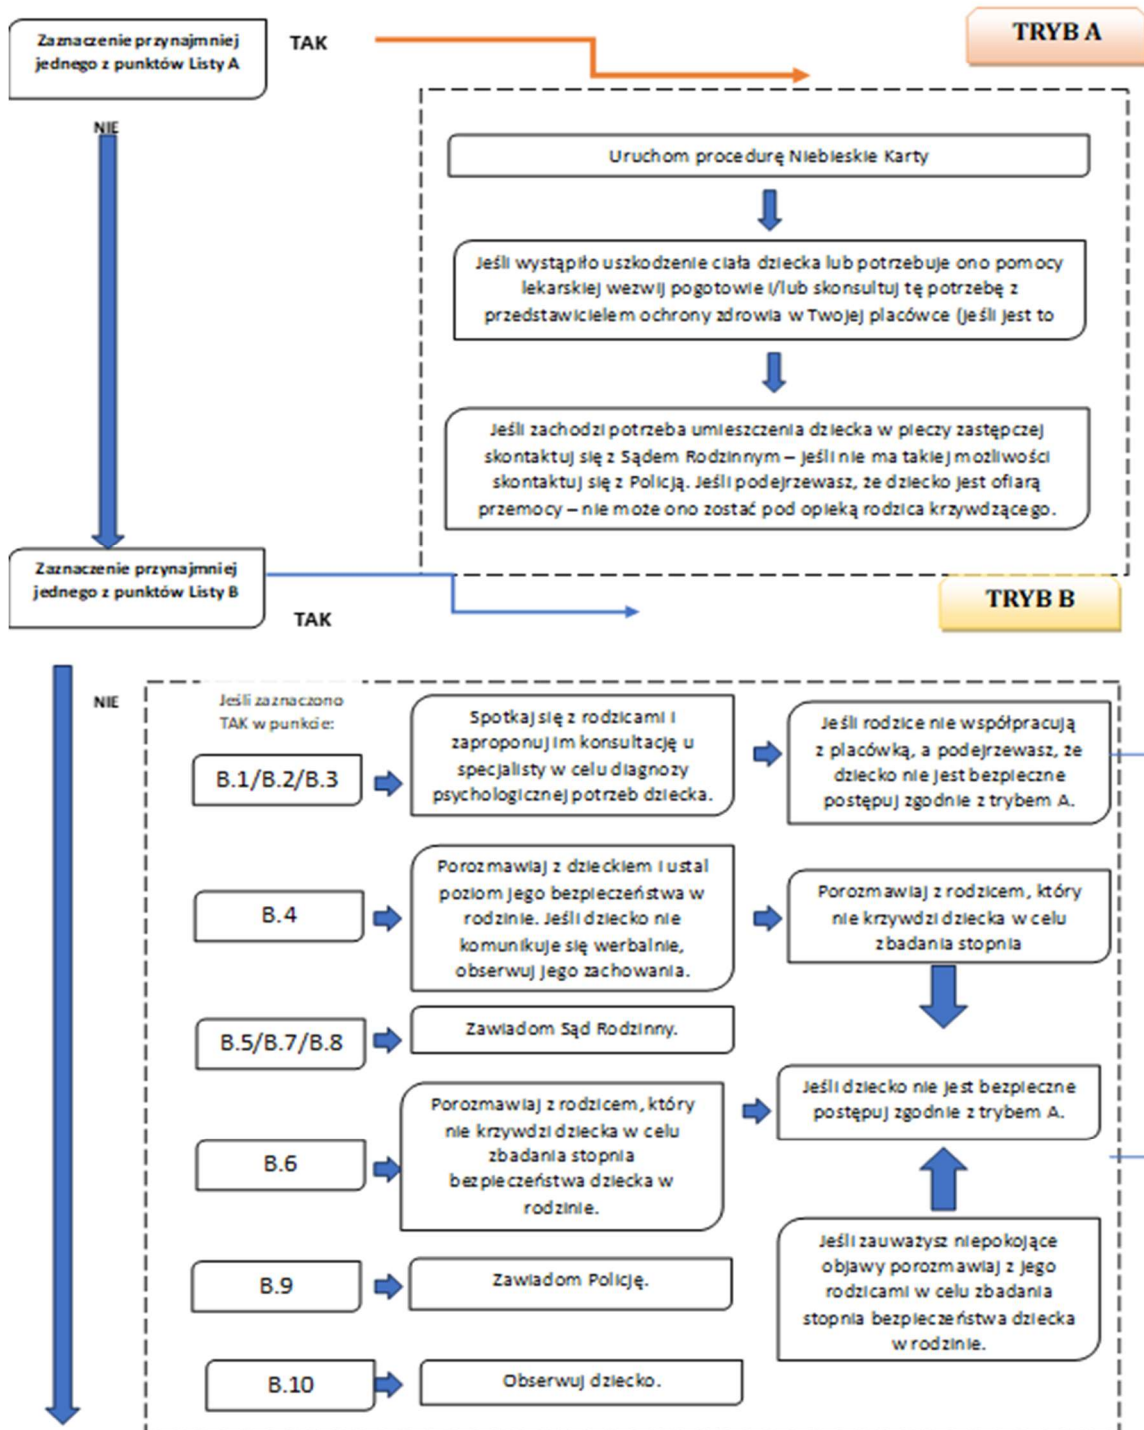 Zaznaczenie przynajmniej
jednego z punktów Listy A
TAK
TRYB A
NIE
Uruchom procedurę Niebieskie Karty
Jeśli wystąpiło uszkodzenie ciała dziecka lub potrzebuje ono pomocy
lekarskiej wezwij pogotowie i/lub skonsultuj tę potrzebę z
przedstawicielem ochrony zdrowia w Twojej placówce (jeśli jest to
Jeśli zachodzi potrzeba umieszczenia dziecka w pieczy zastępczej
skontaktuj się z Sądem Rodzinnym – jeśli nie ma takiej możliwości
skontaktuj się z Policją. Jeśli podejrzewasz, że dziecko jest ofiarą
przemocy – nie może ono zostać pod opieką rodzica krzywdzącego.
Zaznaczenie przynajmniej
jednego z punktów Listy B
TAK
TRYB B
NIE
Jeśli zaznaczono
TAK w punkcie:
B.1/B.2/B.3
Spotkaj się z rodzicami i
zaproponuj im konsultację u
specjalisty w celu diagnozy
psychologicznej potrzeb dziecka.
Jeśli rodzice nie współpracują
z placówką, a podejrzewasz, że
dziecko nie jest bezpieczne
postępuj zgodnie z trybem A.
B.4
Porozmawiaj z dzieckiem i ustal
poziom jego bezpieczeństwa w
rodzinie. Jeśli dziecko nie
komunikuje się werbalnie,
obserwuj jego zachowania.
Porozmawiaj z rodzicem, który
nie krzywdzi dziecka w celu
zbadania stopnia
B.5/B.7/B.8
Zawiadom Sąd Rodzinny.
Jeśli dziecko nie jest bezpieczne
postępuj zgodnie z trybem A.
B.6
Porozmawiaj z rodzicem, który
nie krzywdzi dziecka w celu
zbadania stopnia
bezpieczeństwa dziecka w
rodzinie.
Jeśli zauważysz niepokojące
objawy porozmawiaj z jego
rodzicami w celu zbadania
stopnia bezpieczeństwa dziecka
w rodzinie.
B.9
Zawiadom Policję.
B.10
Obserwuj dziecko.